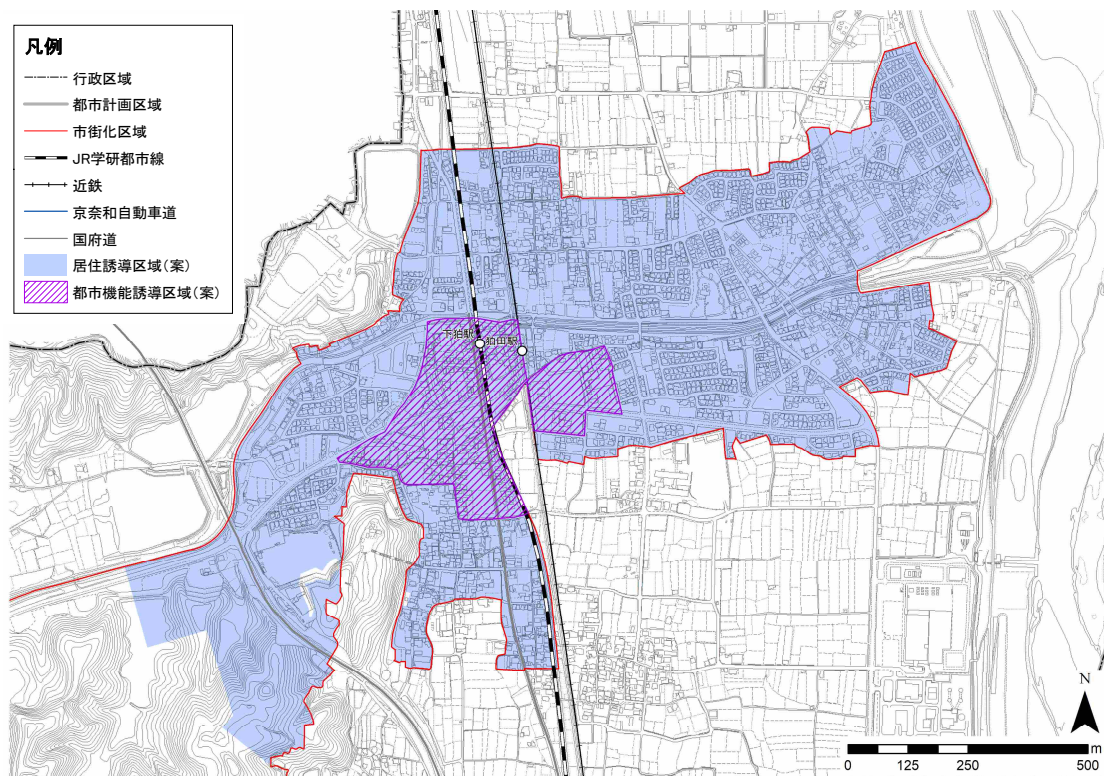 凡例
行政区域
都市計画区域
市街化区域
JR学研都市線
近鉄
京奈和自動車道
国府道
居住誘導区域(案)
都市機能誘導区域(案)
下狛駅
狛田駅
N
m
0 125 250 500